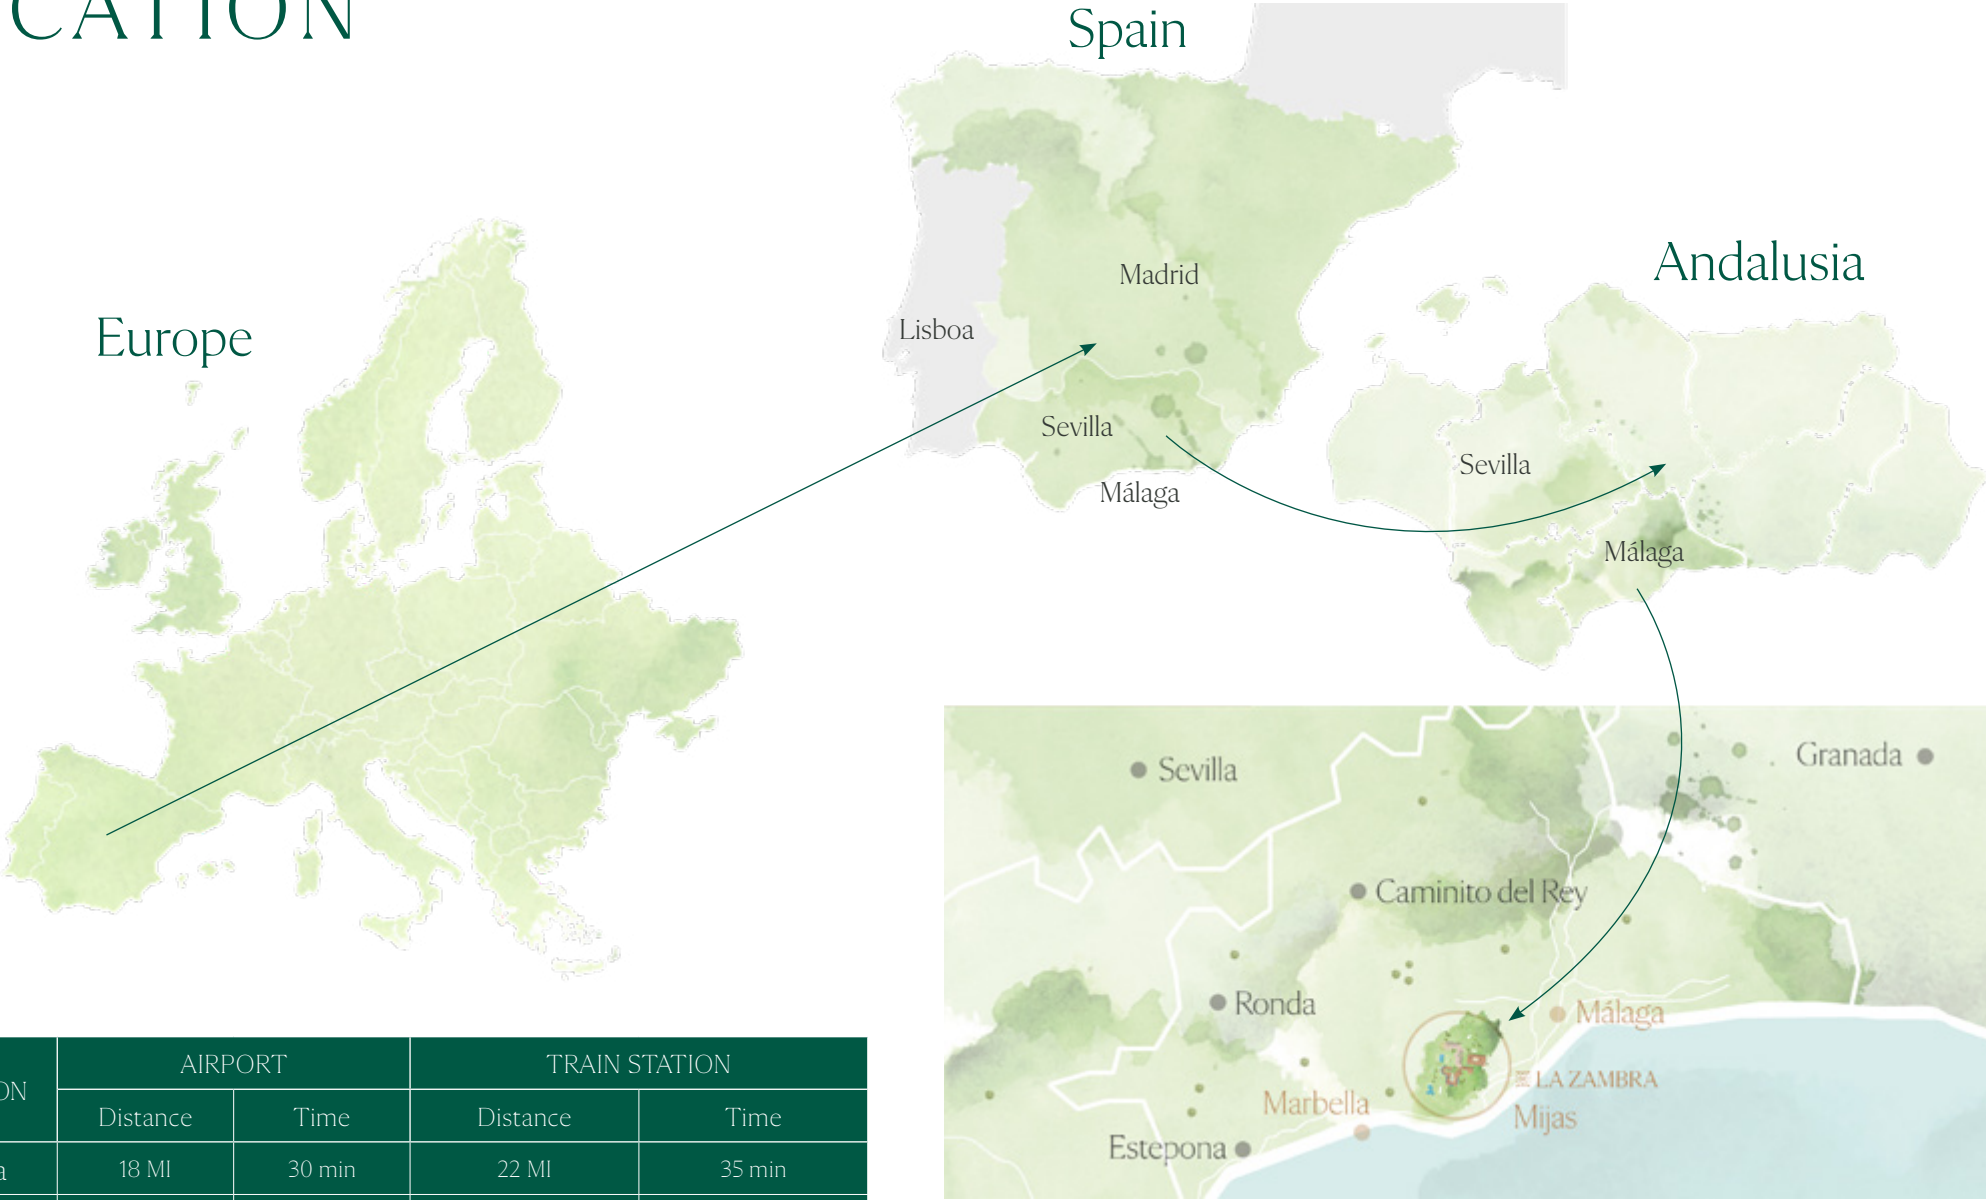 CATION
Spain
Andalusia
Europe
Madrid
Lisboa
Sevilla
Málaga
Sevilla
Málaga
Sevilla
Granada
Caminito del Rey
Ronda
Málaga
LA ZAMBRA
Mijas
Marbella
Estepona
ON
AIRPORT
TRAIN STATION
Distance
Time
Distance
Time
a
18 MI
30 min
22 MI
35 min